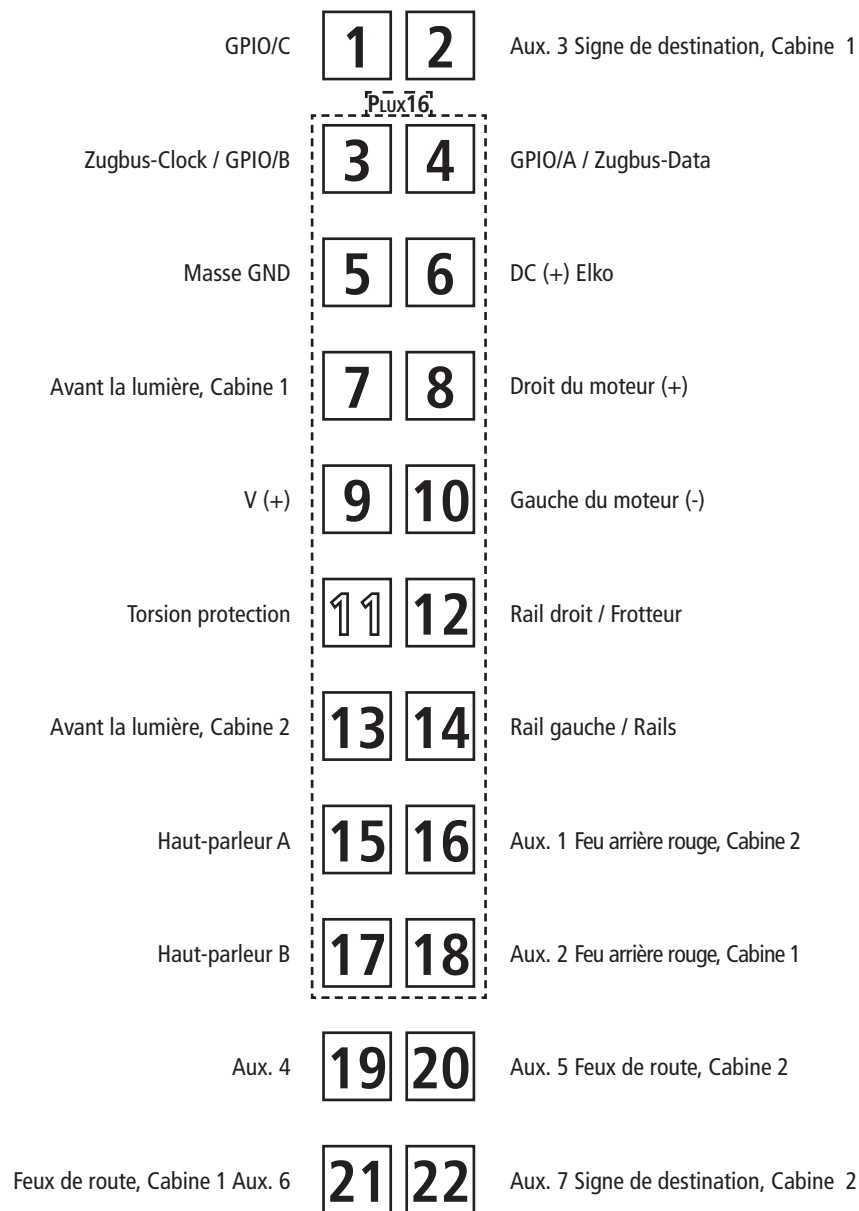 GPIO/C 1 2 Aux. 3 Signe de destination, Cabine 1
PLUX16
Zugbus-Clock / GPIO/B 3 4 GPIO/A / Zugbus-Data
Masse GND 5 6 DC (+) Elko
Avant la lumière, Cabine 1 7 8 Droit du moteur (+)
V (+) 9 10 Gauche du moteur (-)
Torsion protection 11 12 Rail droit / Frotteur
Avant la lumière, Cabine 2 13 14 Rail gauche / Rails
Haut-parleur A 15 16 Aux. 1 Feu arrière rouge, Cabine 2
Haut-parleur B 17 18 Aux. 2 Feu arrière rouge, Cabine 1
Aux. 4 19 20 Aux. 5 Feux de route, Cabine 2
Feux de route, Cabine 1 Aux. 6 21 22 Aux. 7 Signe de destination, Cabine 2